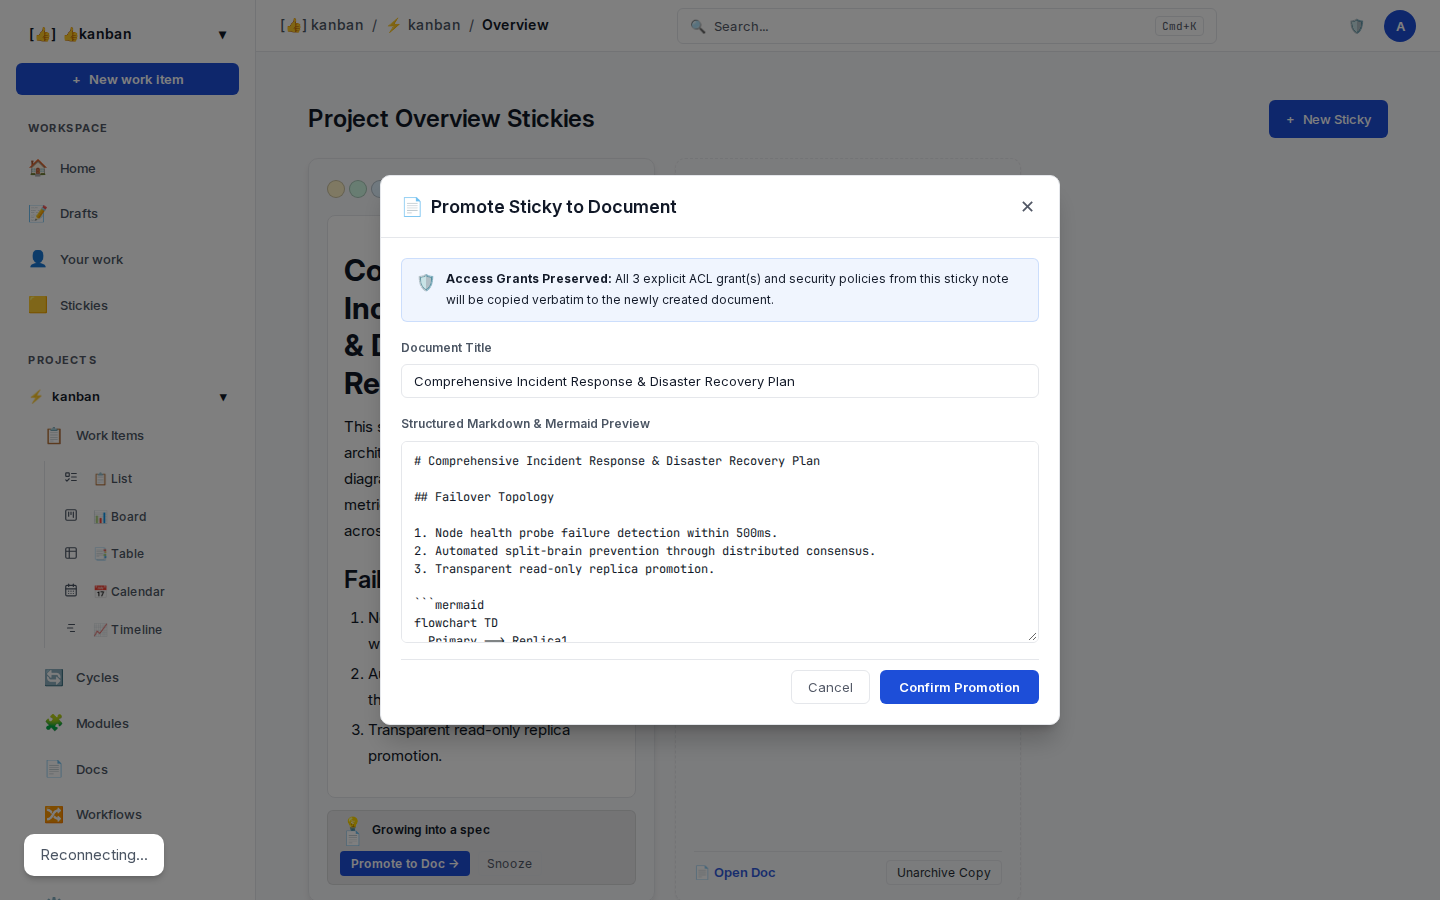 [👍] 👍kanban ▾
+ New work item
WORKSPACE
🏠 Home
📝 Drafts
👤 Your work
🟨 Stickies
PROJECTS
⚡ kanban ▾
📋 Work Items
📋 List
📊 Board
📑 Table
📅 Calendar
📈 Timeline
🔄 Cycles
🧩 Modules
📄 Docs
🔀 Workflows
Reconnecting...
[👍] kanban / ⚡ kanban / Overview
🔍 Search... Cmd+K
🛡️ A
Project Overview Stickies
+ New Sticky
📄 Promote Sticky to Document ✕
🛡️ Access Grants Preserved: All 3 explicit ACL grant(s) and security policies from this sticky note
will be copied verbatim to the newly created document.
Document Title
Comprehensive Incident Response & Disaster Recovery Plan
Structured Markdown & Mermaid Preview
# Comprehensive Incident Response & Disaster Recovery Plan
## Failover Topology
1. Node health probe failure detection within 500ms.
2. Automated split-brain prevention through distributed consensus.
3. Transparent read-only replica promotion.
```mermaid
flowchart TD
Primary --> Replica1
Cancel
Confirm Promotion
This
&
3. Transparent read-only replica
promotion.
💡📄 Growing into a spec
Promote to Doc → Snooze
📄 Open Doc
Unarchive Copy